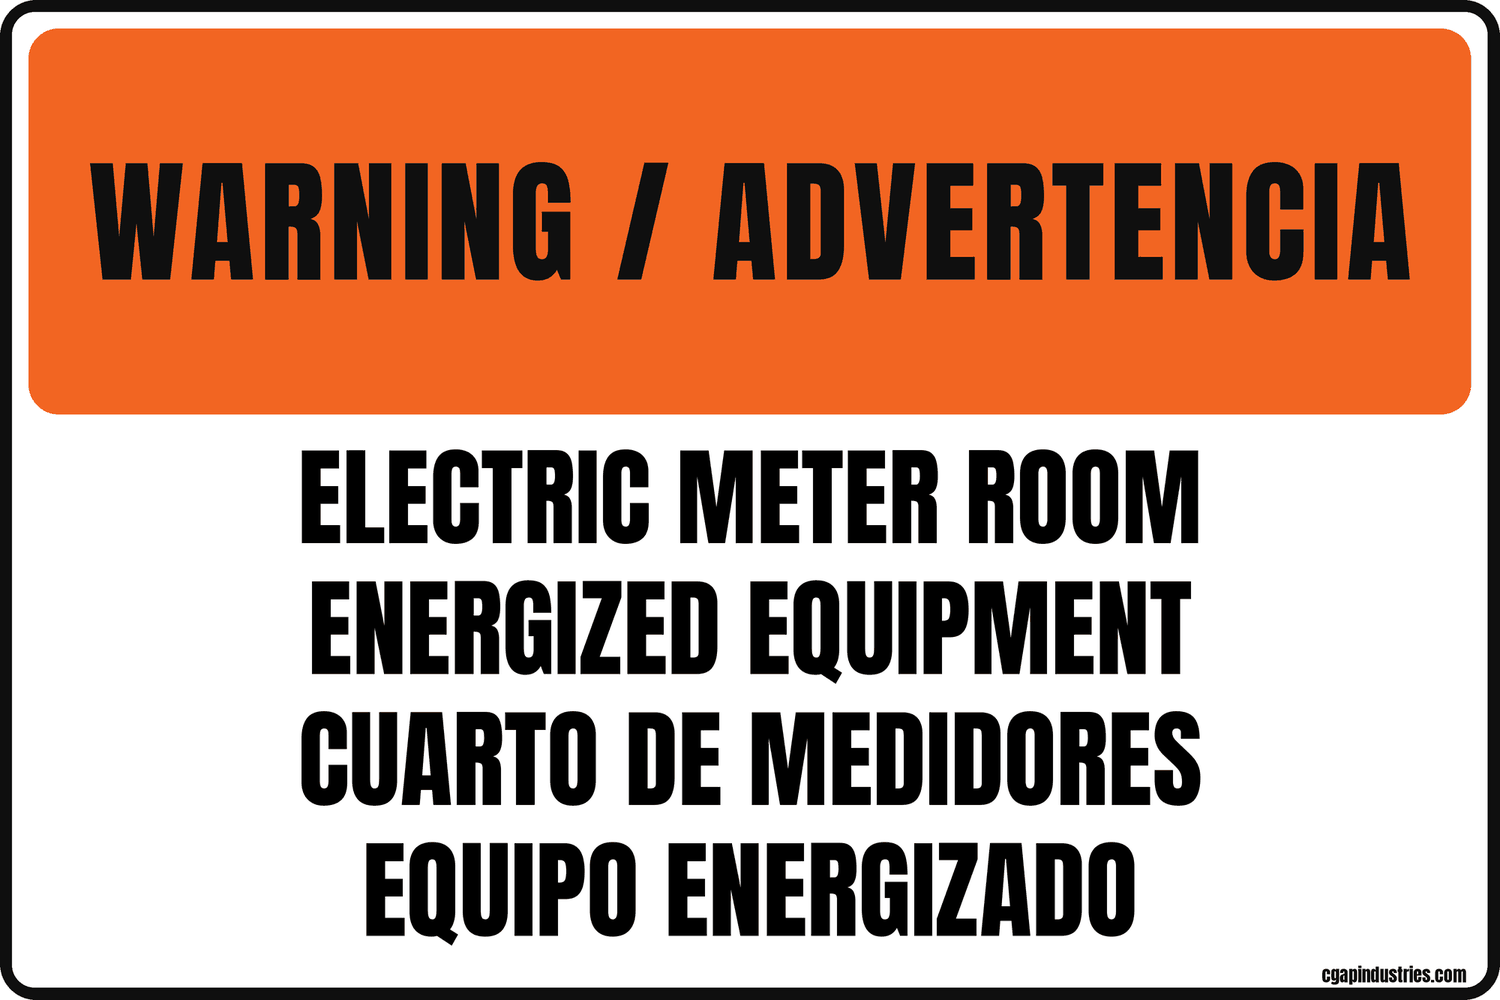 WARNING / ADVERTENCIA
ELECTRIC METER ROOM
ENERGIZED EQUIPMENT
CUARTO DE MEDIDORES
EQUIPO ENERGIZADO
cgapindustries.com